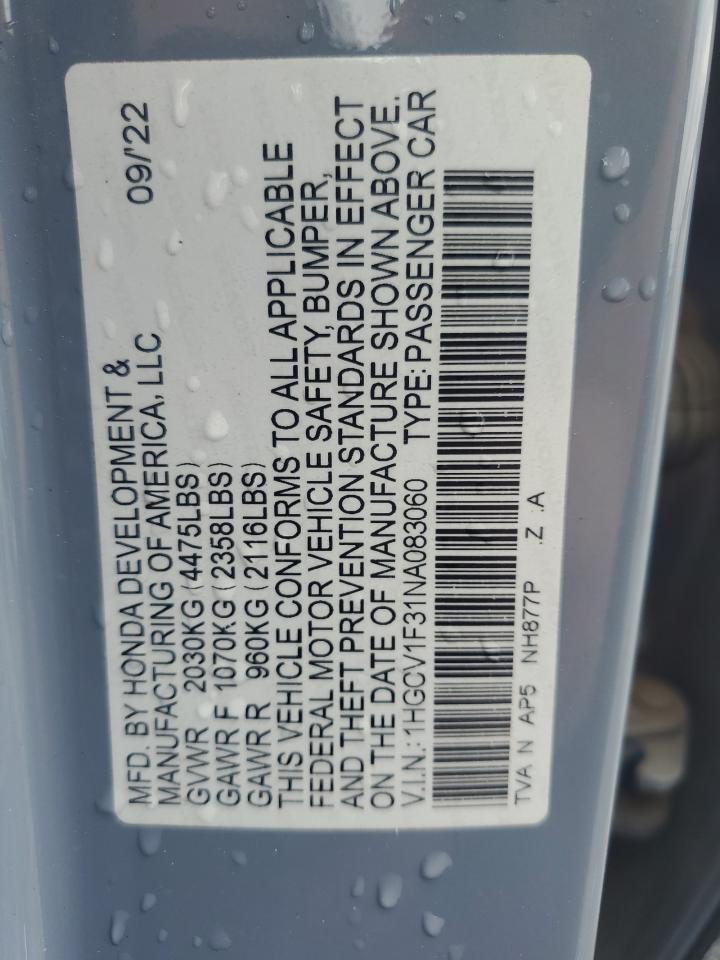 MFD. BY HONDA DEVELOPMENT & 09/'22
MANUFACTURING OF AMERICA, LLC
GVWR 2030KG(4475LBS)
GAWR F 1070KG(2358LBS)
GAWR R 960KG(2116LBS)
THIS VEHICLE CONFORMS TO ALL APPLICABLE
FEDERAL MOTOR VEHICLE SAFETY, BUMPER,
AND THEFT PREVENTION STANDARDS IN EFFECT
ON THE DATE OF MANUFACTURE SHOWN ABOVE.
V.I.N.:1HGCV1F31NA083060 TYPE:PASSENGER CAR
TVA N AP5 NH877P .Z .A